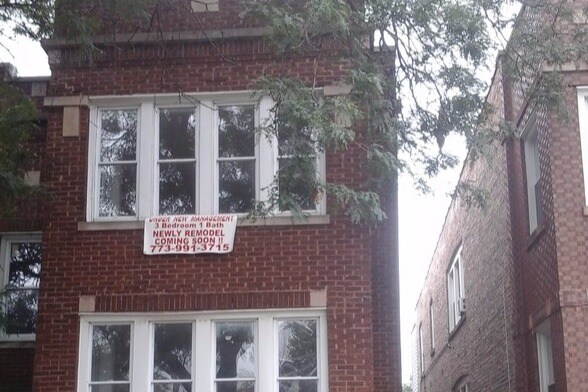 UNDER NEW MANAGEMENT
3 Bedroom 1 Bath
NEWLY REMODEL
COMING SOON !!
773-991-3715